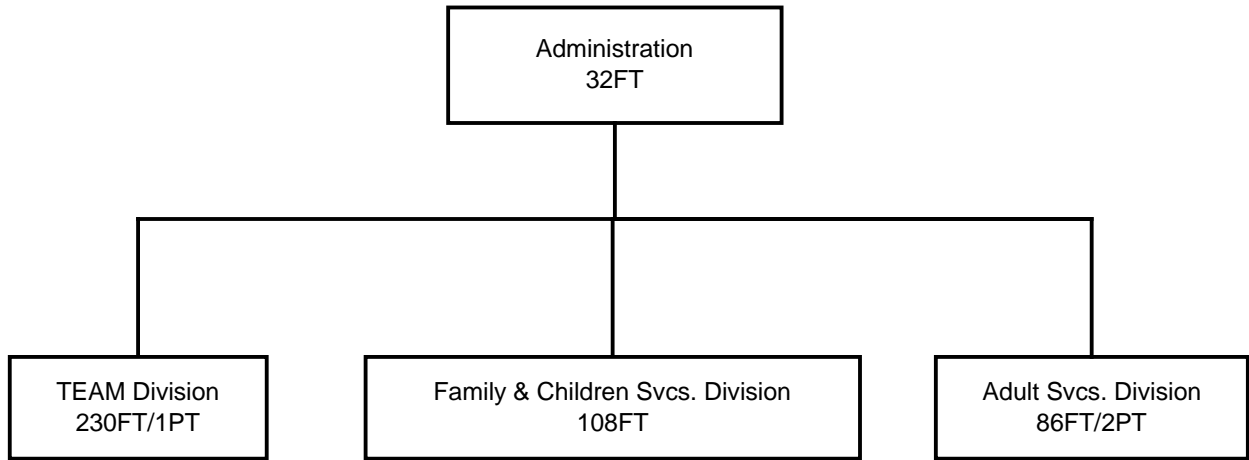 Administration
32FT
TEAM Division
230FT/1PT
Family & Children Svcs. Division
108FT
Adult Svcs. Division
86FT/2PT